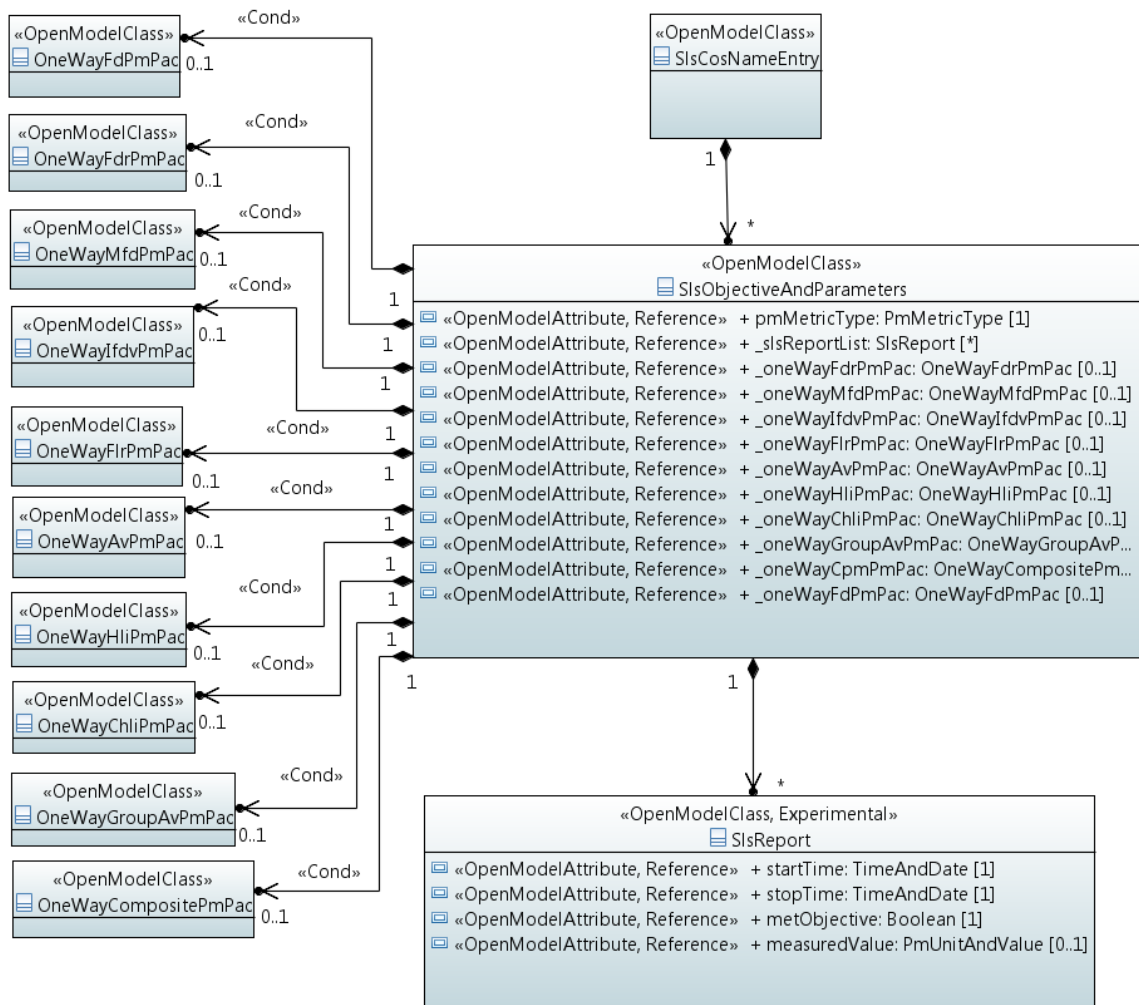 «OpenModelClass»
OneWayFdPmPac
0..1
«Cond»
«OpenModelClass»
OneWayFdrPmPac
0..1
«Cond»
«OpenModelClass»
OneWayMfdPmPac
0..1
«Cond»
«OpenModelClass»
OneWayIfdvPmPac
0..1
«Cond»
«OpenModelClass»
OneWayFlrPmPac
0..1
«Cond»
«OpenModelClass»
OneWayAvPmPac
0..1
«Cond»
«OpenModelClass»
OneWayHliPmPac
0..1
«Cond»
«OpenModelClass»
OneWayChliPmPac
0..1
«Cond»
«OpenModelClass»
OneWayGroupAvPmPac
0..1
«Cond»
«OpenModelClass»
OneWayCompositePmPac
0..1
«Cond»
«OpenModelClass»
SlsCosNameEntry
1
*
1
1
1
1
1
1
1
1
1
1
«OpenModelClass»
SlsObjectiveAndParameters
«OpenModelAttribute, Reference» + pmMetricType: PmMetricType [1]
«OpenModelAttribute, Reference» + _slsReportList: SlsReport [*]
«OpenModelAttribute, Reference» + _oneWayFdrPmPac: OneWayFdrPmPac [0..1]
«OpenModelAttribute, Reference» + _oneWayMfdPmPac: OneWayMfdPmPac [0..1]
«OpenModelAttribute, Reference» + _oneWayIfdvPmPac: OneWayIfdvPmPac [0..1]
«OpenModelAttribute, Reference» + _oneWayFlrPmPac: OneWayFlrPmPac [0..1]
«OpenModelAttribute, Reference» + _oneWayAvPmPac: OneWayAvPmPac [0..1]
«OpenModelAttribute, Reference» + _oneWayHliPmPac: OneWayHliPmPac [0..1]
«OpenModelAttribute, Reference» + _oneWayChliPmPac: OneWayChliPmPac [0..1]
«OpenModelAttribute, Reference» + _oneWayGroupAvPmPac: OneWayGroupAvP...
«OpenModelAttribute, Reference» + _oneWayCpmPmPac: OneWayCompositePm...
«OpenModelAttribute, Reference» + _oneWayFdPmPac: OneWayFdPmPac [0..1]
1
*
«OpenModelClass, Experimental»
SlsReport
«OpenModelAttribute, Reference» + startTime: TimeAndDate [1]
«OpenModelAttribute, Reference» + stopTime: TimeAndDate [1]
«OpenModelAttribute, Reference» + metObjective: Boolean [1]
«OpenModelAttribute, Reference» + measuredValue: PmUnitAndValue [0..1]